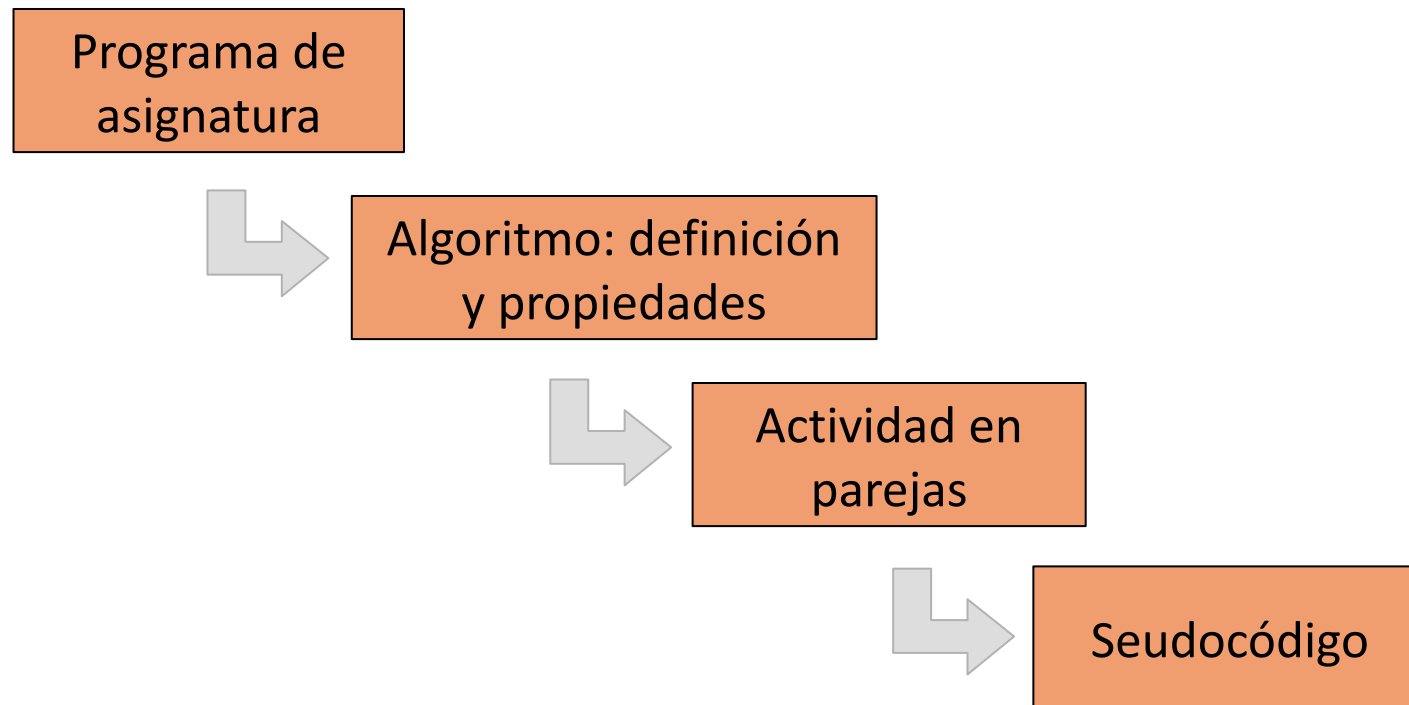 Programa de
asignatura
Algoritmo: definición
y propiedades
Actividad en
parejas
Seudocódigo